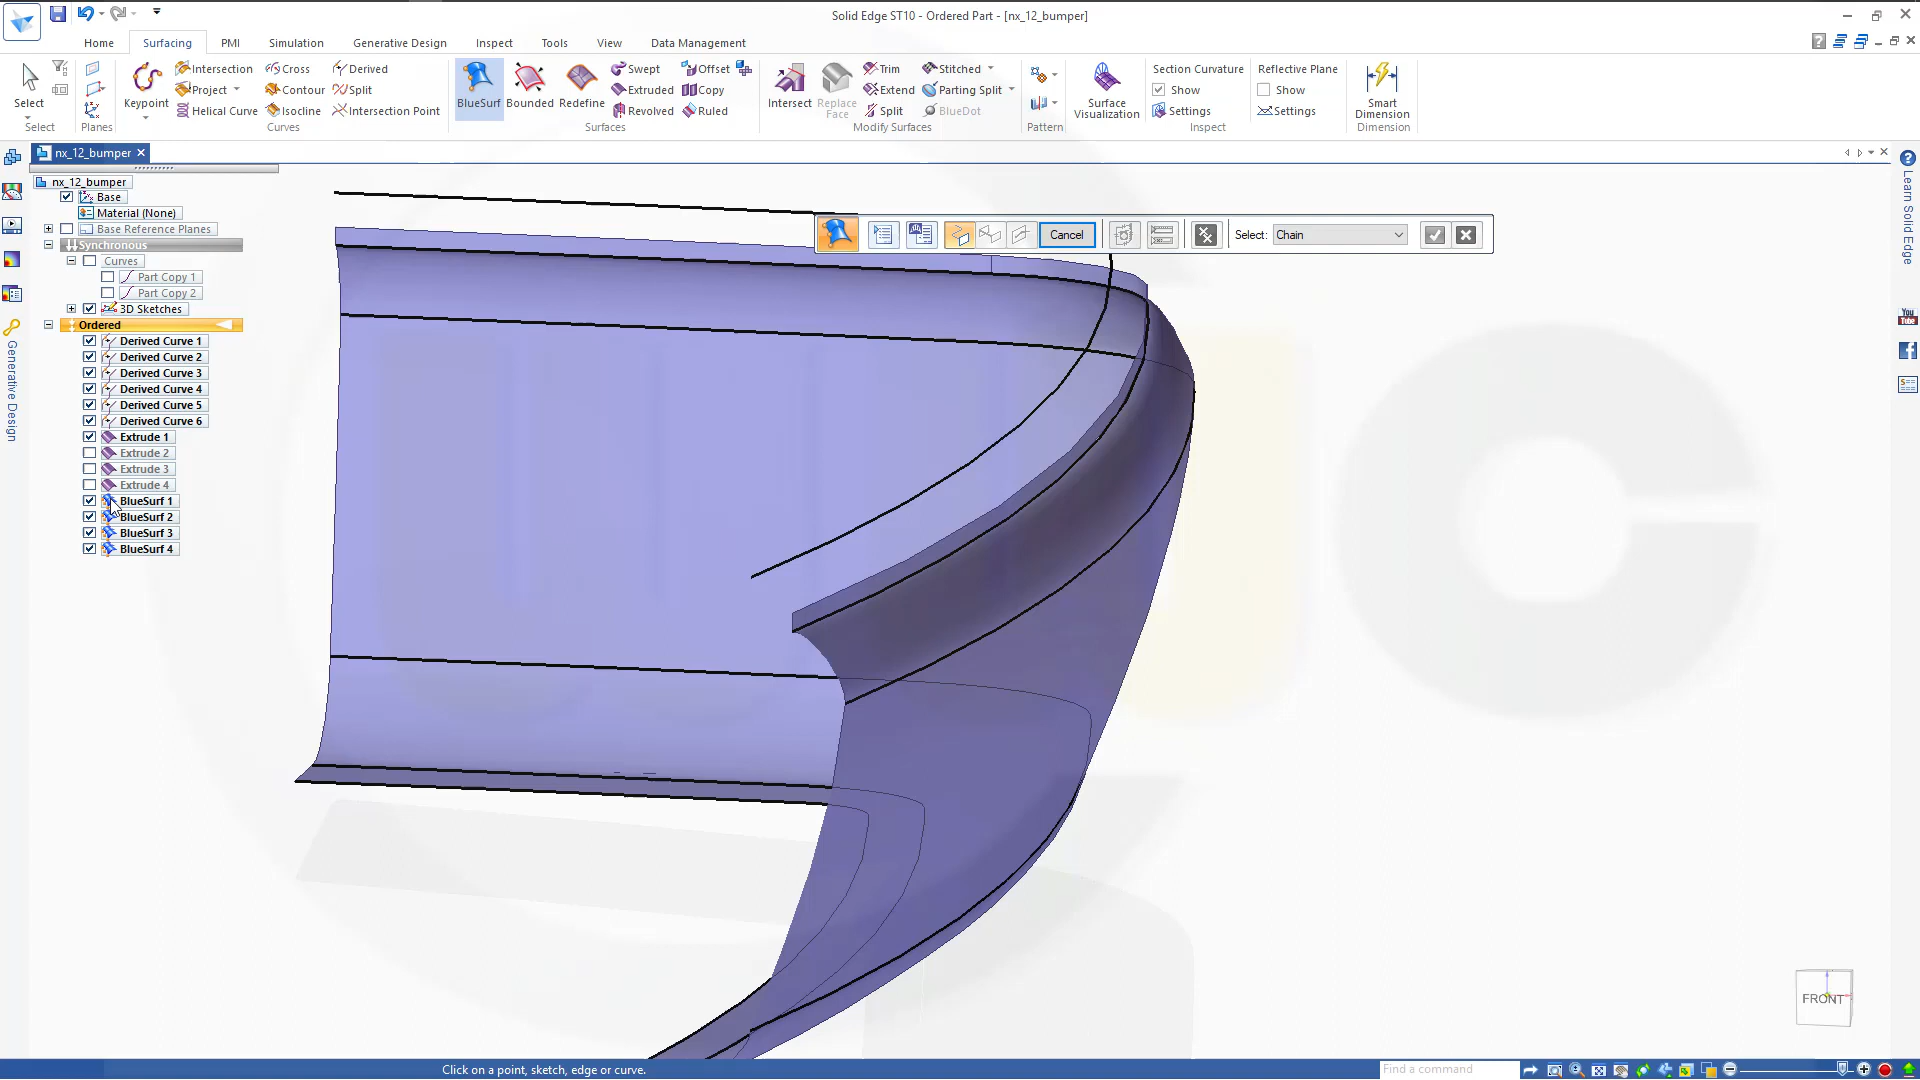 Solid Edge ST10 - Ordered Part - [nx_12_bumper]
Home Surfacing PMI Simulation Generative Design Inspect Tools View Data Management
Intersection Cross Derived Swept Offset Trim Stitched Section Curvature Reflective Plane
Project Contour Split Extruded Copy Extend Parting Split Show Show
Helical Curve Isocline Intersection Point Revolved Ruled Split BlueDot Settings Settings
Select Keypoint BlueSurf Bounded Redefine Intersect Replace Face Surface Visualization Smart Dimension
Select Planes Curves Surfaces Modify Surfaces Pattern Inspect Dimension
nx_12_bumper
nx_12_bumper
Base
Material (None)
Base Reference Planes
Synchronous
Curves
Part Copy 1
Part Copy 2
3D Sketches
Ordered
Derived Curve 1
Derived Curve 2
Derived Curve 3
Derived Curve 4
Derived Curve 5
Derived Curve 6
Extrude 1
Extrude 2
Extrude 3
Extrude 4
BlueSurf 1
BlueSurf 2
BlueSurf 3
BlueSurf 4
Generative Design
Cancel Select: Chain
Learn Solid Edge
You Tube
FRONT
Click on a point, sketch, edge or curve.
Find a command